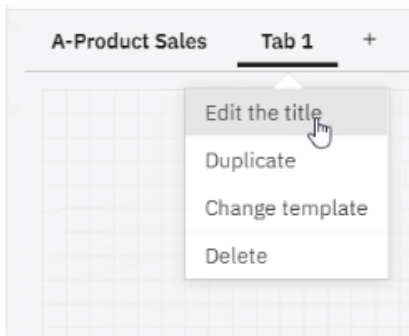 A-Product Sales Tab 1 +
Edit the title
Duplicate
Change template
Delete